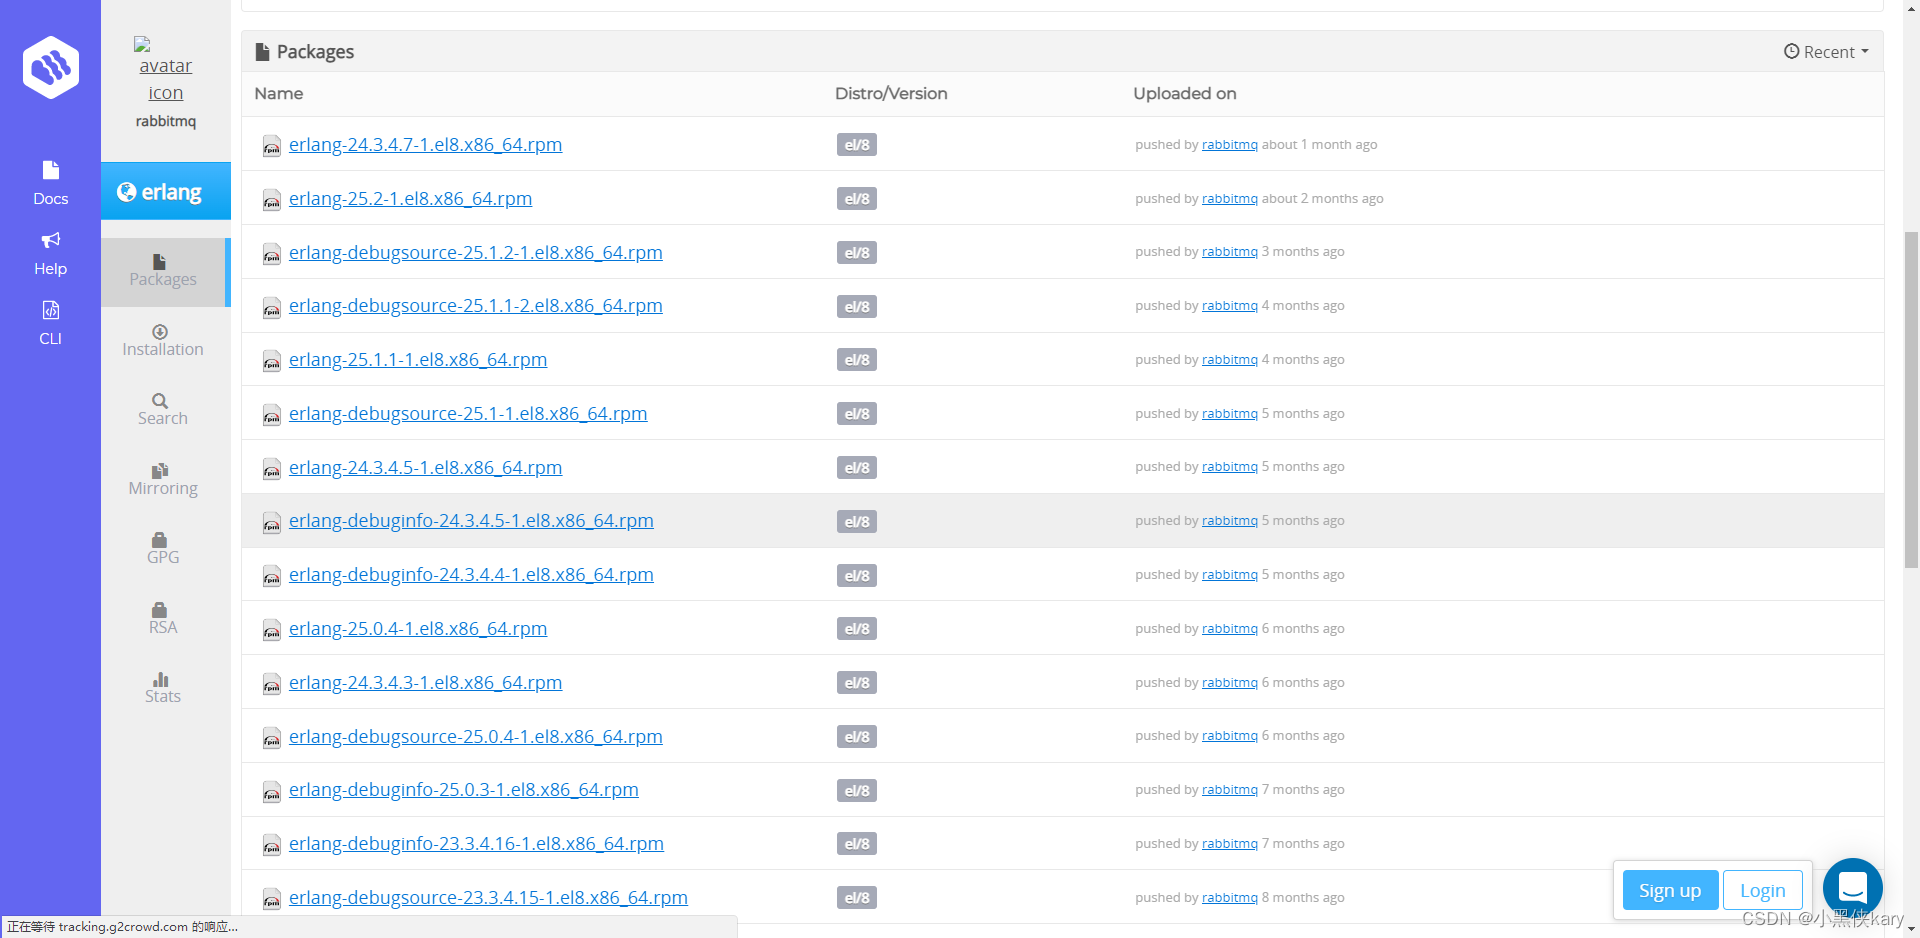 avatar
icon
rabbitmq
Docs
Help
CLI
erlang
Packages
Installation
Search
Mirroring
GPG
RSA
Stats
Packages
Recent
Name Distro/Version Uploaded on
erlang-24.3.4.7-1.el8.x86_64.rpm el/8 pushed by rabbitmq about 1 month ago
erlang-25.2-1.el8.x86_64.rpm el/8 pushed by rabbitmq about 2 months ago
erlang-debugsource-25.1.2-1.el8.x86_64.rpm el/8 pushed by rabbitmq 3 months ago
erlang-debugsource-25.1.1-2.el8.x86_64.rpm el/8 pushed by rabbitmq 4 months ago
erlang-25.1.1-1.el8.x86_64.rpm el/8 pushed by rabbitmq 4 months ago
erlang-debugsource-25.1-1.el8.x86_64.rpm el/8 pushed by rabbitmq 5 months ago
erlang-24.3.4.5-1.el8.x86_64.rpm el/8 pushed by rabbitmq 5 months ago
erlang-debuginfo-24.3.4.5-1.el8.x86_64.rpm el/8 pushed by rabbitmq 5 months ago
erlang-debuginfo-24.3.4.4-1.el8.x86_64.rpm el/8 pushed by rabbitmq 5 months ago
erlang-25.0.4-1.el8.x86_64.rpm el/8 pushed by rabbitmq 6 months ago
erlang-24.3.4.3-1.el8.x86_64.rpm el/8 pushed by rabbitmq 6 months ago
erlang-debugsource-25.0.4-1.el8.x86_64.rpm el/8 pushed by rabbitmq 6 months ago
erlang-debuginfo-25.0.3-1.el8.x86_64.rpm el/8 pushed by rabbitmq 7 months ago
erlang-debuginfo-23.3.4.16-1.el8.x86_64.rpm el/8 pushed by rabbitmq 7 months ago
erlang-debugsource-23.3.4.15-1.el8.x86_64.rpm el/8 pushed by rabbitmq 8 months ago
Sign up Login
正在等待 tracking.g2crowd.com 的响应...
CSDN @小黑侠kary